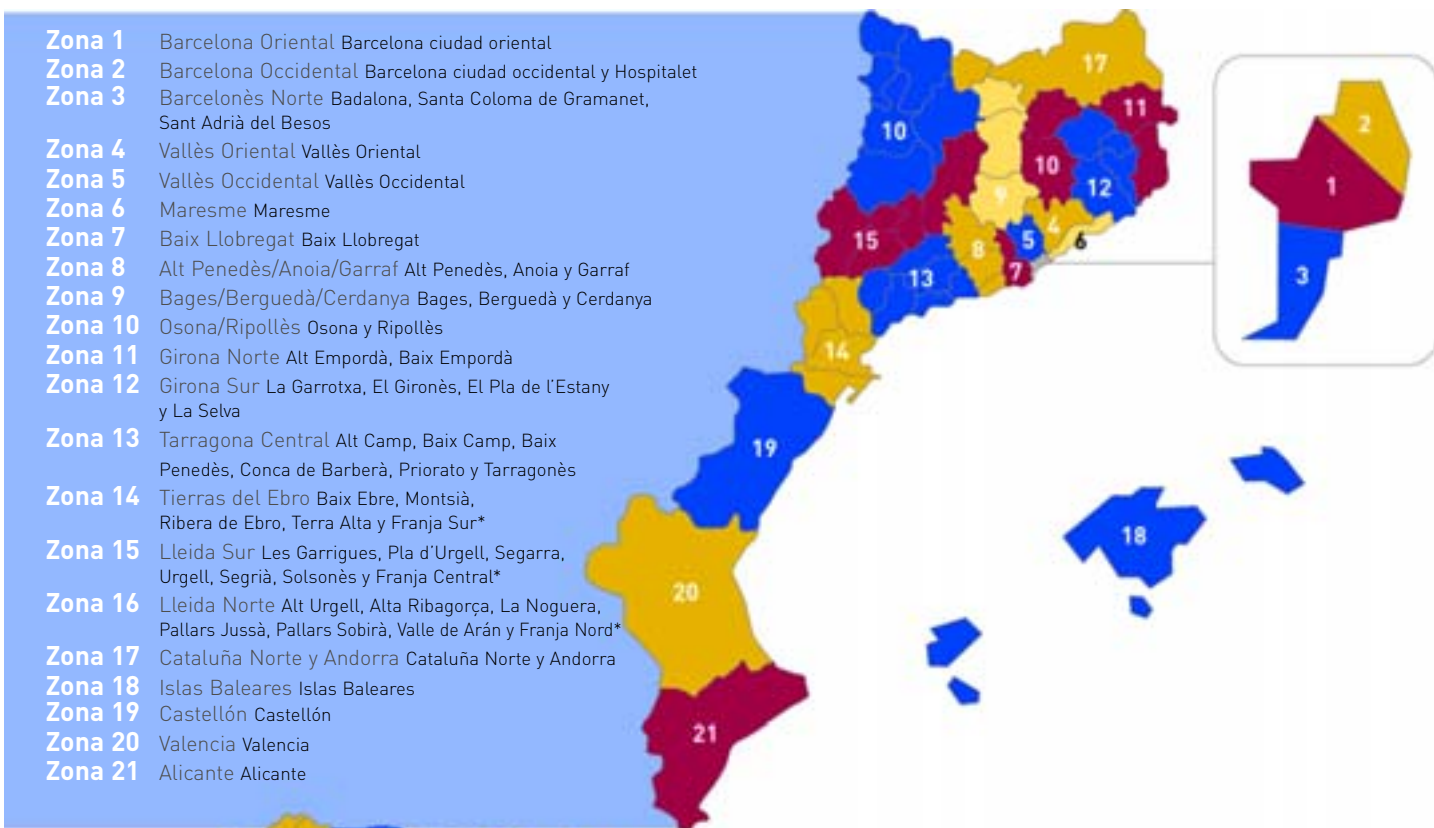 Zona 1 Barcelona Oriental Barcelona ciudad oriental
Zona 2 Barcelona Occidental Barcelona ciudad occidental y Hospitalet
Zona 3 Barcelonès Norte Badalona, Santa Coloma de Gramanet,
Sant Adrià del Besos
Zona 4 Vallès Oriental Vallès Oriental
Zona 5 Vallès Occidental Vallès Occidental
Zona 6 Maresme Maresme
Zona 7 Baix Llobregat Baix Llobregat
Zona 8 Alt Penedès/Anoia/Garraf Alt Penedès, Anoia y Garraf
Zona 9 Bages/Berguedà/Cerdanya Bages, Berguedà y Cerdanya
Zona 10 Osona/Ripollès Osona y Ripollès
Zona 11 Girona Norte Alt Empordà, Baix Empordà
Zona 12 Girona Sur La Garrotxa, El Gironès, El Pla de l'Estany
y La Selva
Zona 13 Tarragona Central Alt Camp, Baix Camp, Baix
Penedès, Conca de Barberà, Priorato y Tarragonès
Zona 14 Tierras del Ebro Baix Ebre, Montsià,
Ribera de Ebro, Terra Alta y Franja Sur*
Zona 15 Lleida Sur Les Garrigues, Pla d'Urgell, Segarra,
Urgell, Segrià, Solsonès y Franja Central*
Zona 16 Lleida Norte Alt Urgell, Alta Ribagorça, La Noguera,
Pallars Jussà, Pallars Sobirà, Valle de Arán y Franja Nord*
Zona 17 Cataluña Norte y Andorra Cataluña Norte y Andorra
Zona 18 Islas Baleares Islas Baleares
Zona 19 Castellón Castellón
Zona 20 Valencia Valencia
Zona 21 Alicante Alicante
17
11
10
10
12
9
4
15
5
6
8
7
13
14
19
20
21
18
2
1
3